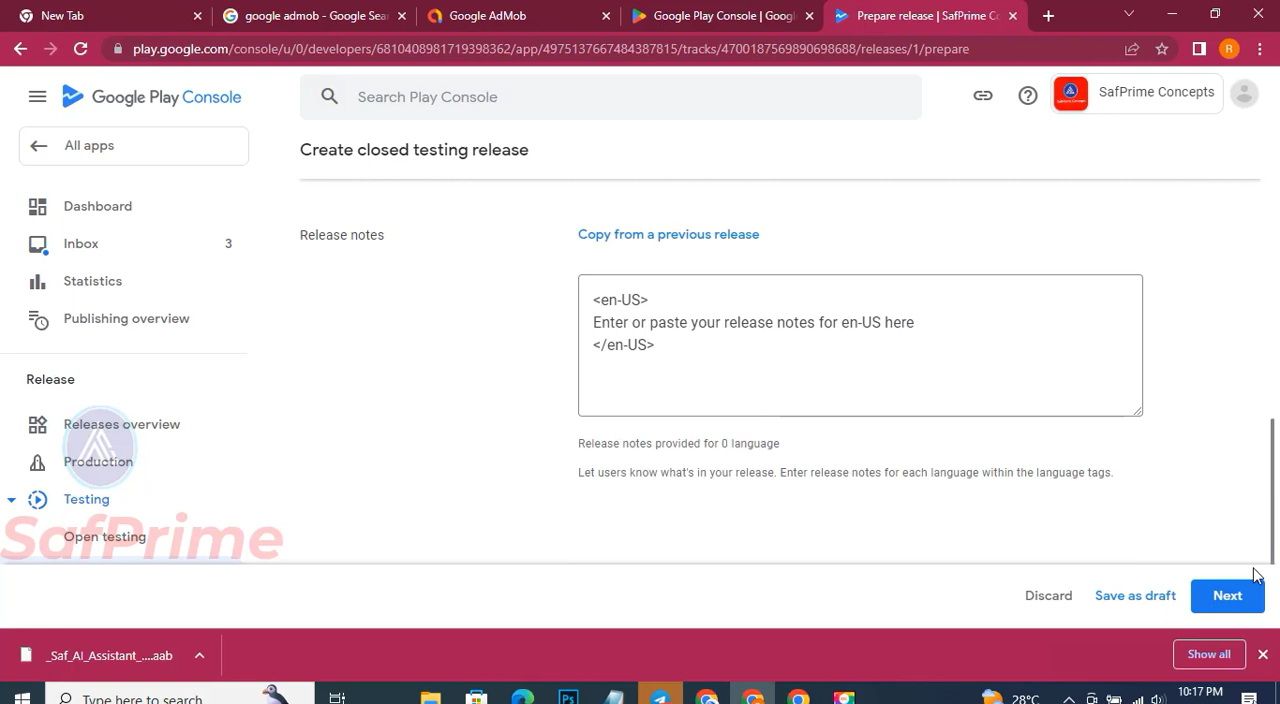 New Tab
google admob - Google Sear
Google AdMob
Google Play Console | Googl
Prepare release | SafPrime Co
play.google.com/console/u/0/developers/6810408981719398362/app/4975137667484387815/tracks/4700187569890698688/releases/1/prepare
R
Google Play Console
Search Play Console
SafPrime Concepts
All apps
Create closed testing release
Dashboard
Inbox 3
Statistics
Publishing overview
Release
Releases overview
Production
Testing
Open testing
SafPrime
Release notes
Copy from a previous release
<en-US>
Enter or paste your release notes for en-US here
</en-US>
Release notes provided for 0 language
Let users know what's in your release. Enter release notes for each language within the language tags.
Discard
Save as draft
Next
_Saf_AI_Assistant_....aab
Show all
Type here to search
28°C
10:17 PM